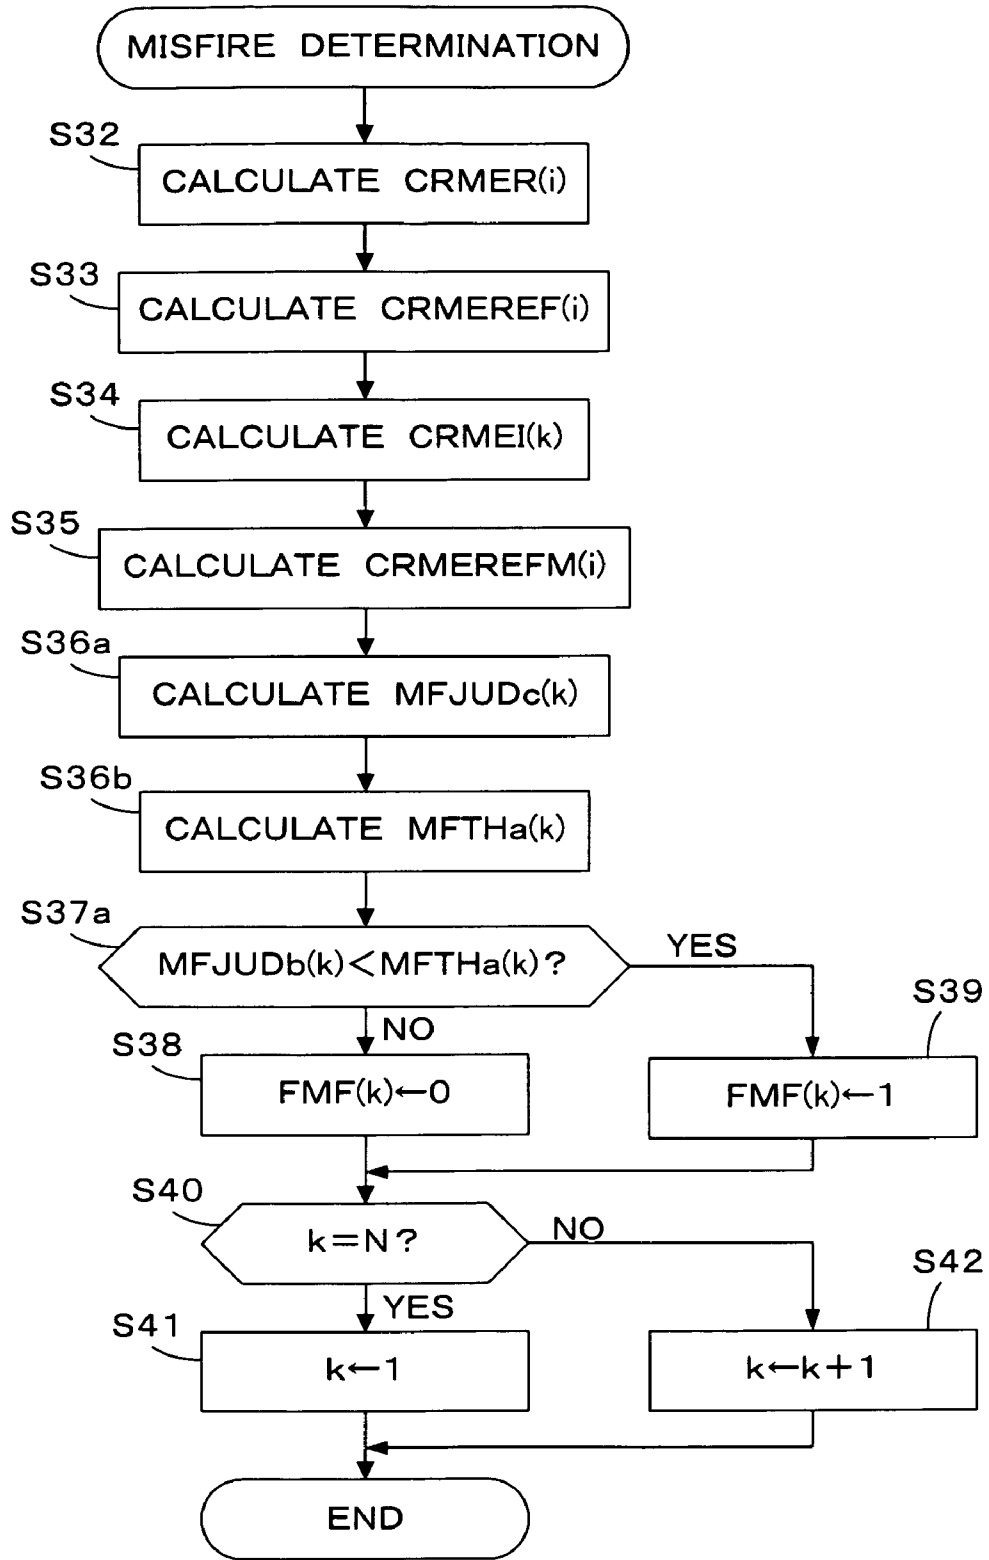 MISFIRE DETERMINATION
S32
CALCULATE CRMER(i)
S33
CALCULATE CRMEREF(i)
S34
CALCULATE CRMEI(k)
S35
CALCULATE CRMEREFM(i)
S36a
CALCULATE MFJUDc(k)
S36b
CALCULATE MFTHa(k)
S37a
MFJUDb(k)<MFTHa(k)?
YES
NO
S38
FMF(k)←0
S39
FMF(k)←1
S40
k=N?
NO
YES
S41
k←1
S42
k←k+1
END